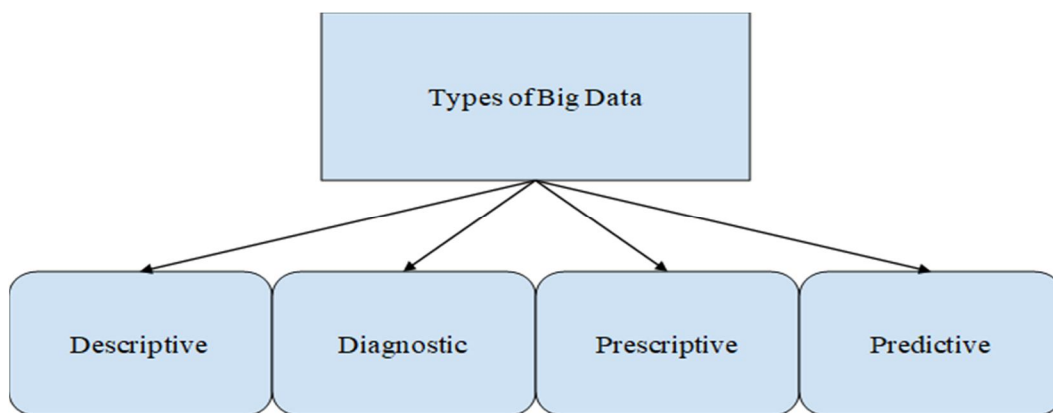 Types of Big Data
Descriptive
Diagnostic
Prescriptive
Predictive